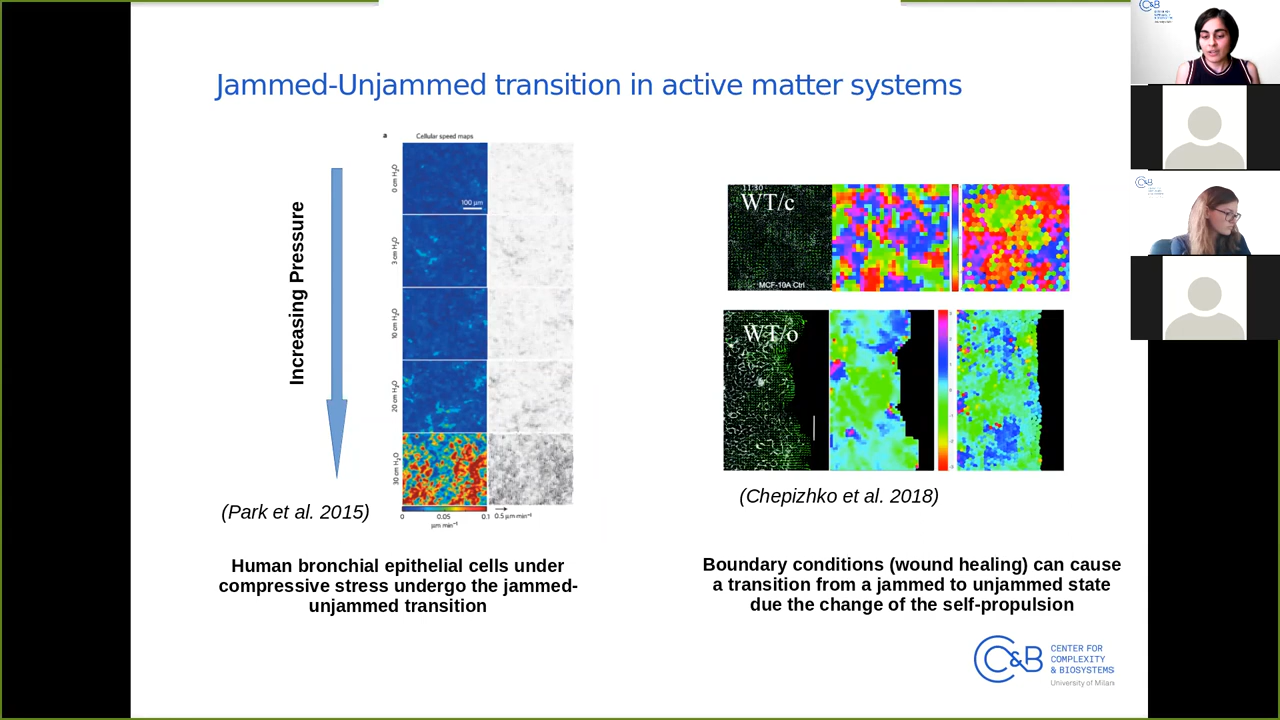 Jammed-Unjammed transition in active matter systems
a
Cellular speed maps
Increasing Pressure
0 cm H2O
100 µm
3 cm H2O
10 cm H2O
20 cm H2O
30 cm H2O
0 0.05 0.1 0.5 µm min⁻¹
µm min⁻¹
(Park et al. 2015)
Human bronchial epithelial cells under
compressive stress undergo the jammed-
unjammed transition
11:30
WT/c
MCF-10A Ctrl
WT/o
(Chepizhko et al. 2018)
Boundary conditions (wound healing) can cause
a transition from a jammed to unjammed state
due the change of the self-propulsion
C&B
CENTER FOR
COMPLEXITY
& BIOSYSTEMS
University of Milan
C&B